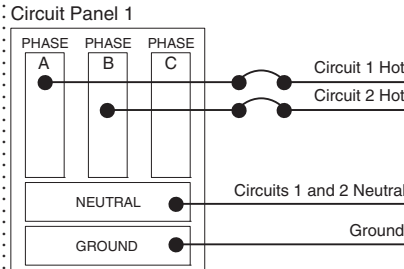 Circuit Panel 1
PHASE PHASE PHASE
A B C
Circuit 1 Hot
Circuit 2 Hot
Circuits 1 and 2 Neutral
NEUTRAL
Ground
GROUND